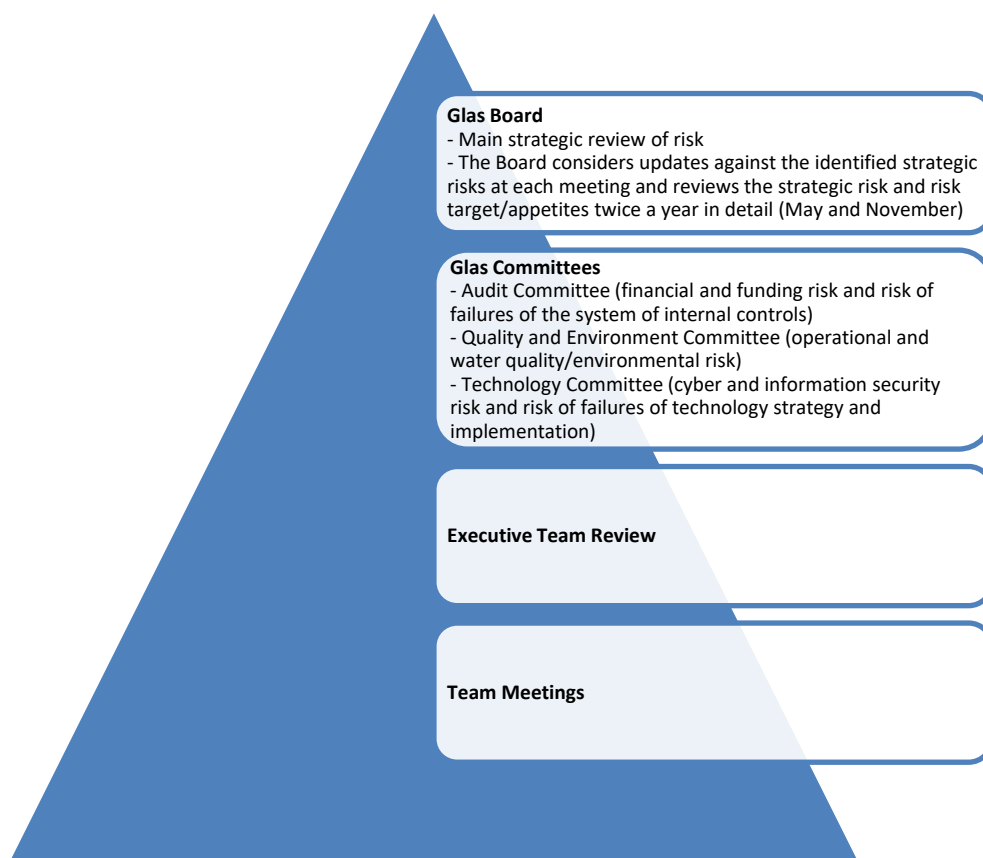 Glas Board
- Main strategic review of risk
- The Board considers updates against the identified strategic
risks at each meeting and reviews the strategic risk and risk
target/appetites twice a year in detail (May and November)
Glas Committees
- Audit Committee (financial and funding risk and risk of
failures of the system of internal controls)
- Quality and Environment Committee (operational and
water quality/environmental risk)
- Technology Committee (cyber and information security
risk and risk of failures of technology strategy and
implementation)
Executive Team Review
Team Meetings